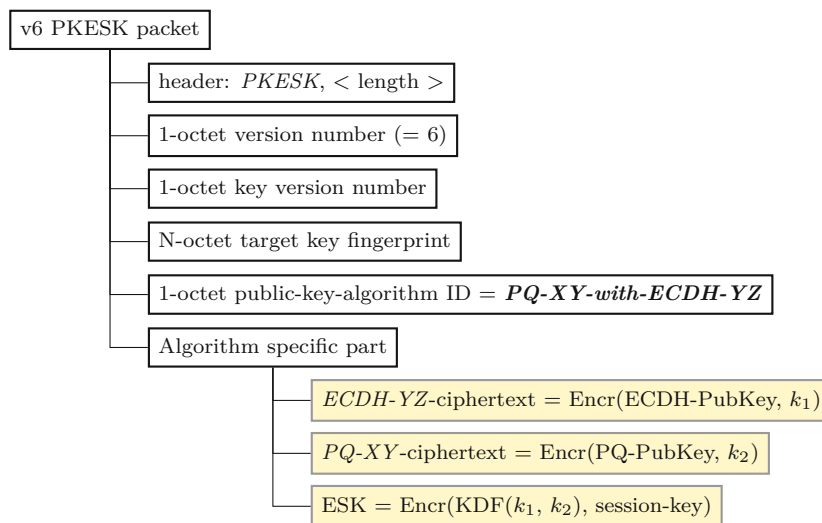 v6 PKESK packet
header: PKESK, < length >
1-octet version number (= 6)
1-octet key version number
N-octet target key fingerprint
1-octet public-key-algorithm ID = PQ-XY-with-ECDH-YZ
Algorithm specific part
ECDH-YZ-ciphertext = Encr(ECDH-PubKey, k₁)
PQ-XY-ciphertext = Encr(PQ-PubKey, k₂)
ESK = Encr(KDF(k₁, k₂), session-key)